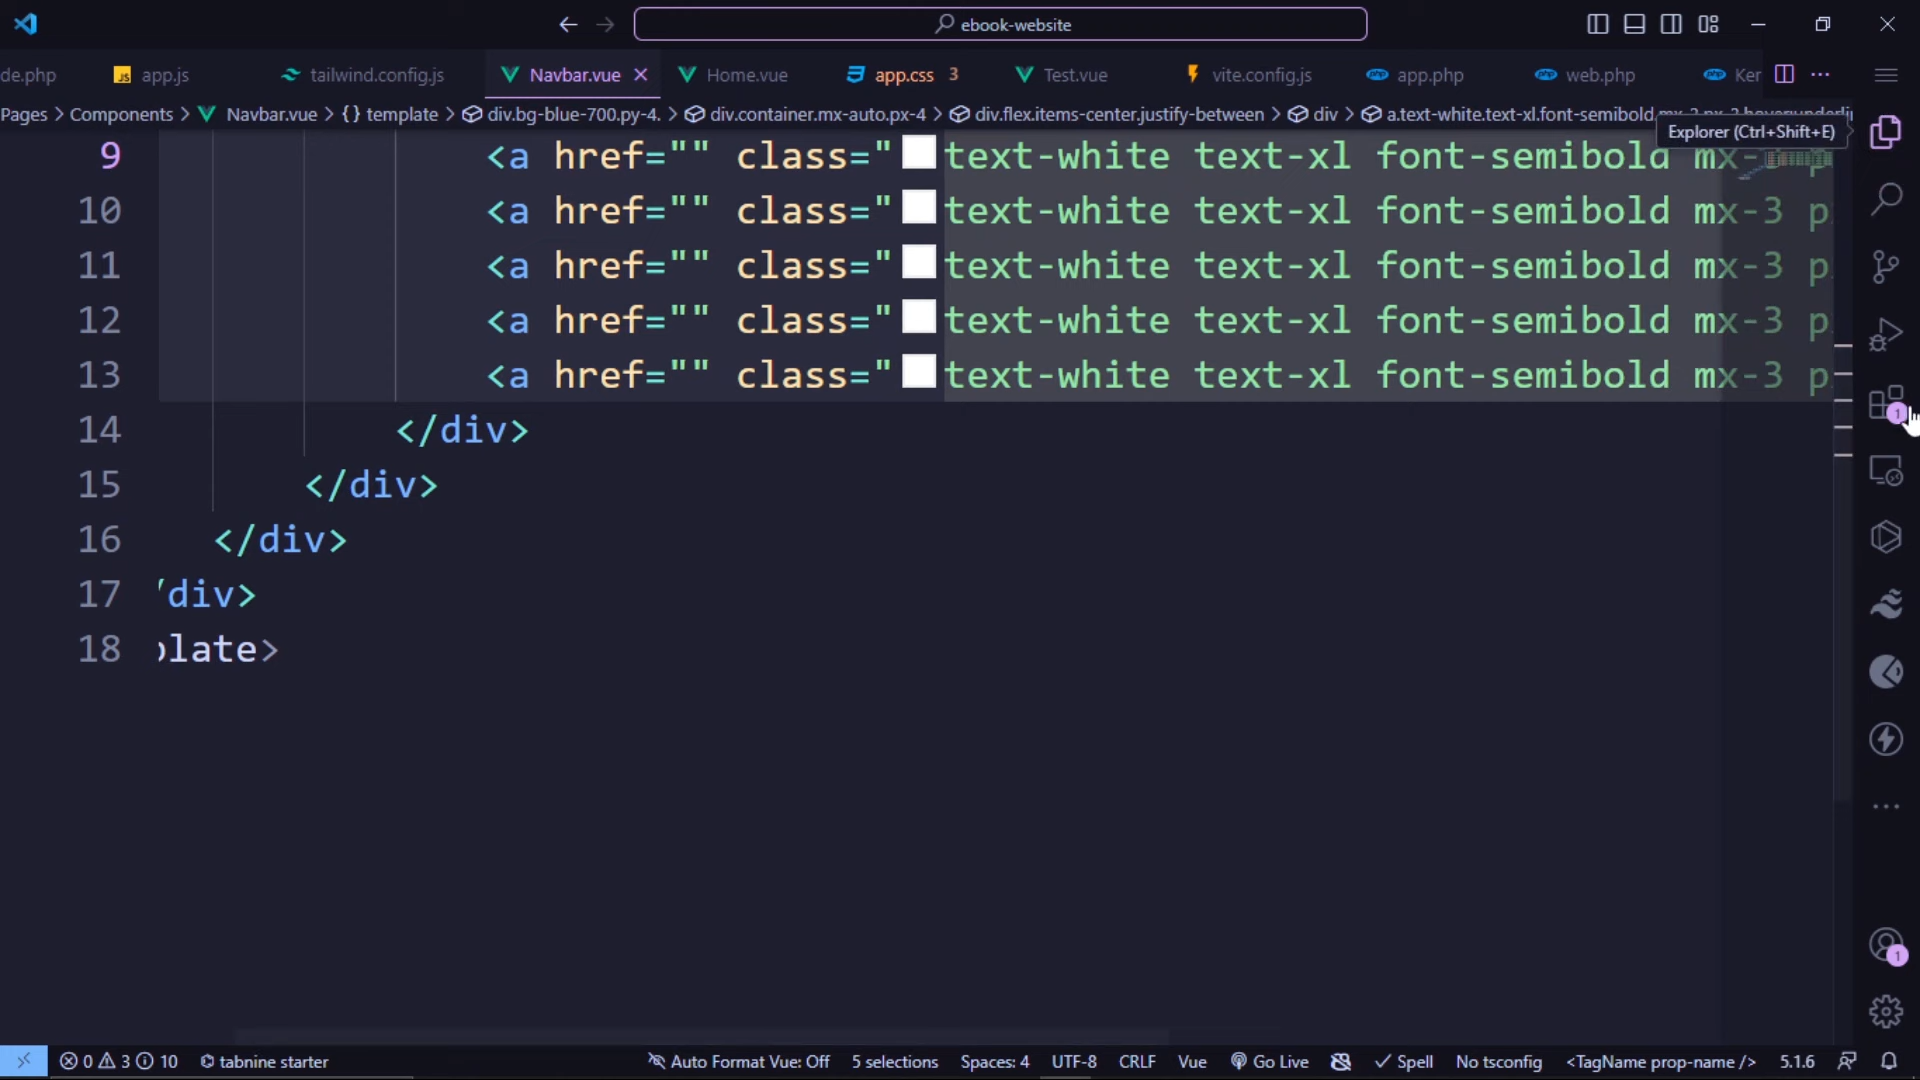 ebook-website
de.php app.js tailwind.config.js Navbar.vue Home.vue app.css 3 Test.vue vite.config.js app.php web.php Ker
Pages > Components > Navbar.vue > {} template > div.bg-blue-700.py-4. > div.container.mx-auto.px-4 > div.flex.items-center.justify-between > div > a.text-white.text-xl.font-semibold.
Explorer (Ctrl+Shift+E)
9 <a href="" class="text-white text-xl font-semibold
10 <a href="" class="text-white text-xl font-semibold mx-3 p
11 <a href="" class="text-white text-xl font-semibold mx-3 p
12 <a href="" class="text-white text-xl font-semibold mx-3 p
13 <a href="" class="text-white text-xl font-semibold mx-3 p
1
14 </div>
15 </div>
16 </div>
17 /div>
18 plate>
1
0 3 10 tabnine starter Auto Format Vue: Off 5 selections Spaces: 4 UTF-8 CRLF Vue Go Live Spell No tsconfig <TagName prop-name /> 5.1.6